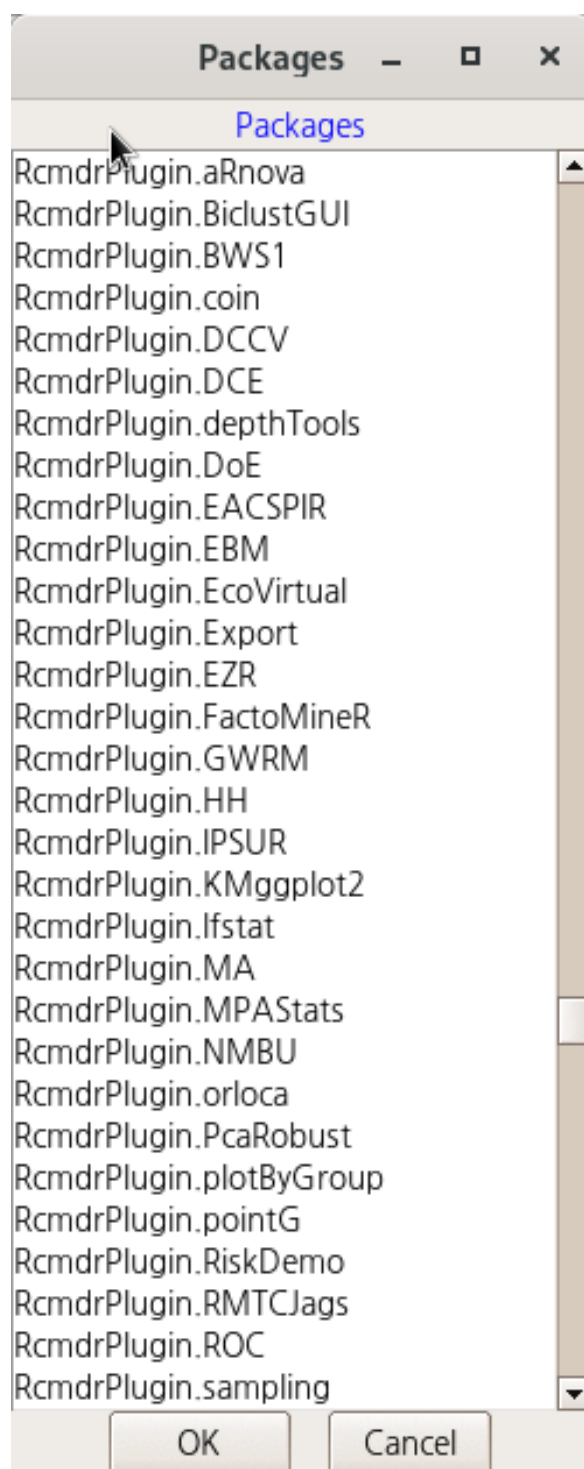 Packages
Packages
RcmdrPlugin.aRnova
RcmdrPlugin.BiclustGUI
RcmdrPlugin.BWS1
RcmdrPlugin.coin
RcmdrPlugin.DCCV
RcmdrPlugin.DCE
RcmdrPlugin.depthTools
RcmdrPlugin.DoE
RcmdrPlugin.EACSPIR
RcmdrPlugin.EBM
RcmdrPlugin.EcoVirtual
RcmdrPlugin.Export
RcmdrPlugin.EZR
RcmdrPlugin.FactoMineR
RcmdrPlugin.GWRM
RcmdrPlugin.HH
RcmdrPlugin.IPSUR
RcmdrPlugin.KMggplot2
RcmdrPlugin.lfstat
RcmdrPlugin.MA
RcmdrPlugin.MPAStats
RcmdrPlugin.NMBU
RcmdrPlugin.orloca
RcmdrPlugin.PcaRobust
RcmdrPlugin.plotByGroup
RcmdrPlugin.pointG
RcmdrPlugin.RiskDemo
RcmdrPlugin.RMTCJags
RcmdrPlugin.ROC
RcmdrPlugin.sampling
OK Cancel